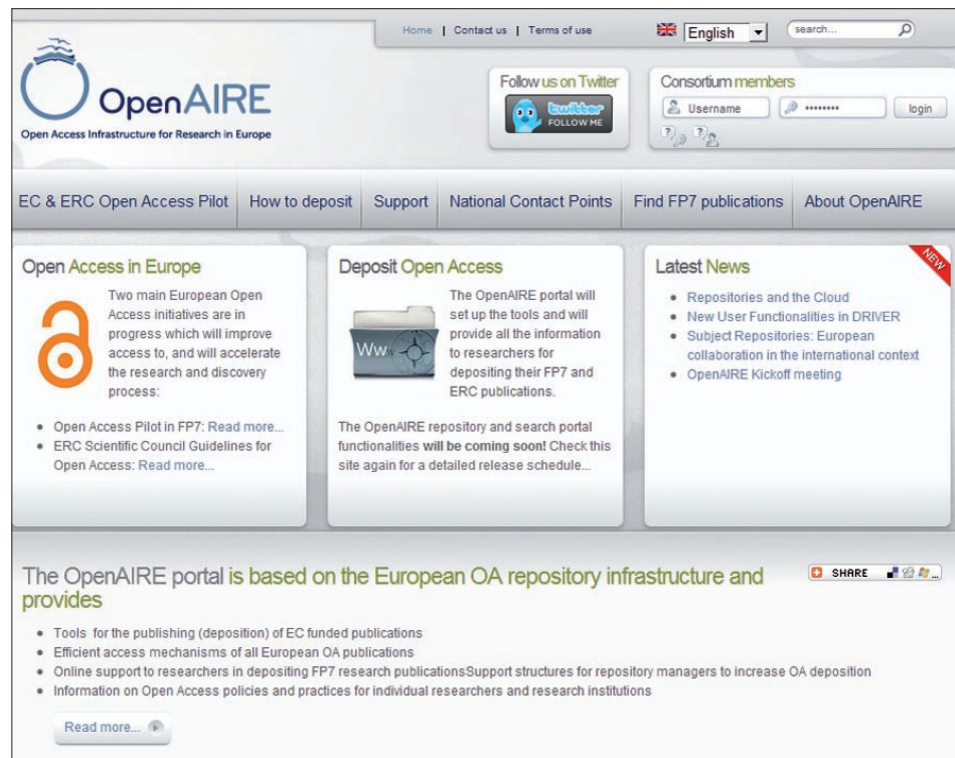 Home | Contact us | Terms of use
English
search...
OpenAIRE
Open Access Infrastructure for Research in Europe
Follow us on Twitter
twitter
FOLLOW ME
Consortium members
Username
••••••••
login
EC & ERC Open Access Pilot
How to deposit
Support
National Contact Points
Find FP7 publications
About OpenAIRE
Open Access in Europe
Two main European Open
Access initiatives are in
progress which will improve
access to, and will accelerate
the research and discovery
process:
• Open Access Pilot in FP7: Read more...
• ERC Scientific Council Guidelines for
Open Access: Read more...
Deposit Open Access
Www
The OpenAIRE portal will
set up the tools and will
provide all the information
to researchers for
depositing their FP7 and
ERC publications.
The OpenAIRE repository and search portal
functionalities will be coming soon! Check this
site again for a detailed release schedule...
Latest News
NEW
• Repositories and the Cloud
• New User Functionalities in DRIVER
• Subject Repositories: European
collaboration in the international context
• OpenAIRE Kickoff meeting
The OpenAIRE portal is based on the European OA repository infrastructure and
provides
SHARE
• Tools for the publishing (deposition) of EC funded publications
• Efficient access mechanisms of all European OA publications
• Online support to researchers in depositing FP7 research publicationsSupport structures for repository managers to increase OA deposition
• Information on Open Access policies and practices for individual researchers and research institutions
Read more...